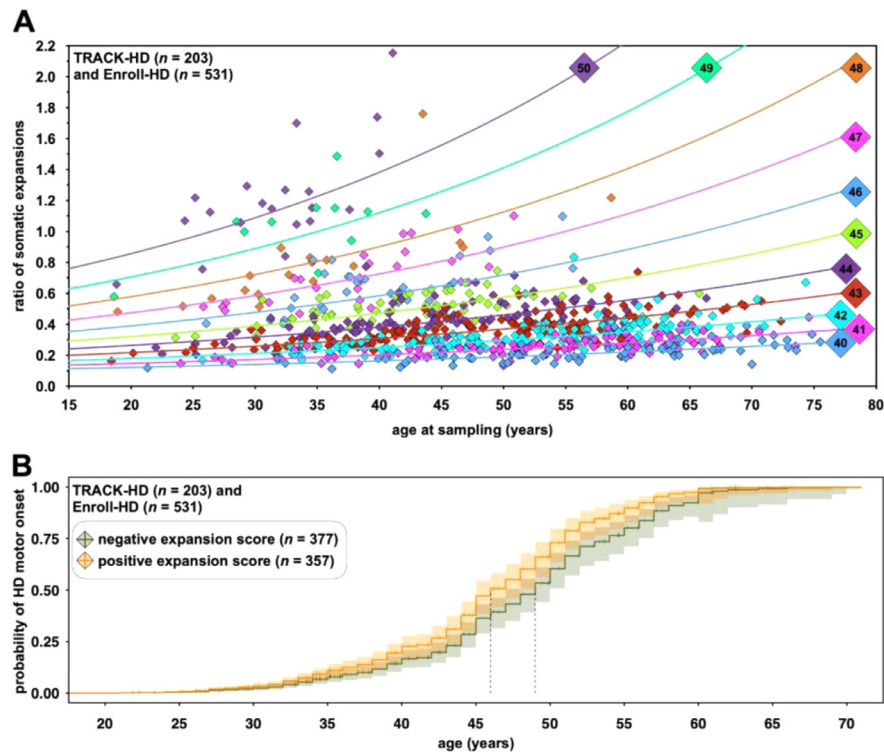 A
TRACK-HD (n = 203)
and Enroll-HD (n = 531)
ratio of somatic expansions
2.2
2.0
1.8
1.6
1.4
1.2
1.0
0.8
0.6
0.4
0.2
0.0
50
49
48
47
46
45
44
43
42
41
40
15 20 25 30 35 40 45 50 55 60 65 70 75 80
age at sampling (years)
B
TRACK-HD (n = 203) and
Enroll-HD (n = 531)
negative expansion score (n = 377)
positive expansion score (n = 357)
probability of HD motor onset
1.00
0.75
0.50
0.25
0.00
20 25 30 35 40 45 50 55 60 65 70
age (years)